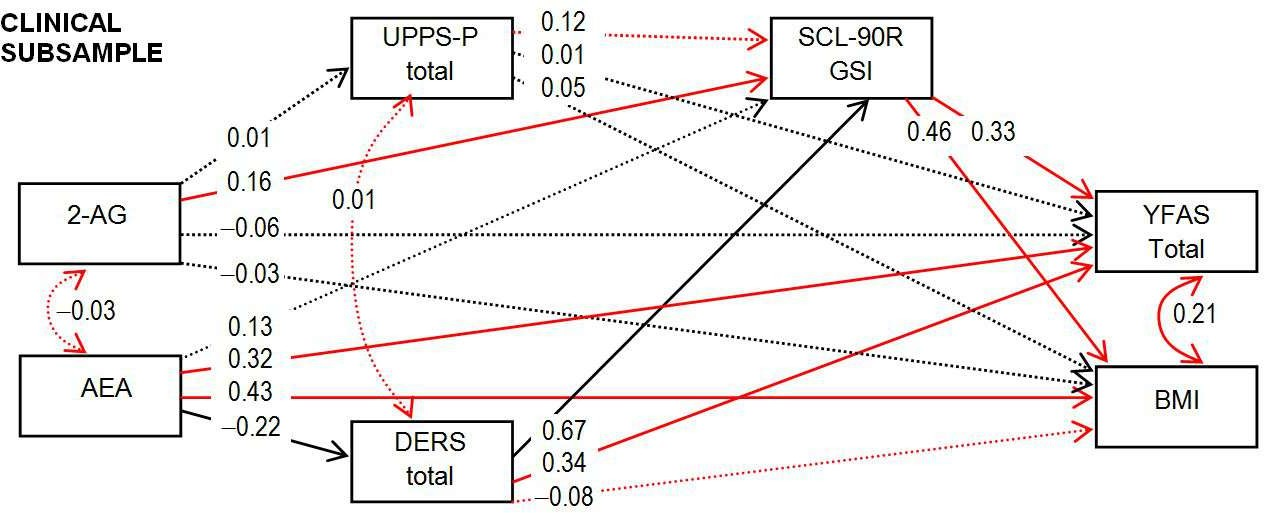 CLINICAL
SUBSAMPLE
UPPS-P
total
0.12
0.01
0.05
SCL-90R
GSI
0.46
0.33
0.01
0.16
–0.06
–0.03
2-AG
0.01
YFAS
Total
–0.03
0.21
0.13
0.32
0.43
–0.22
AEA
BMI
DERS
total
0.67
0.34
–0.08